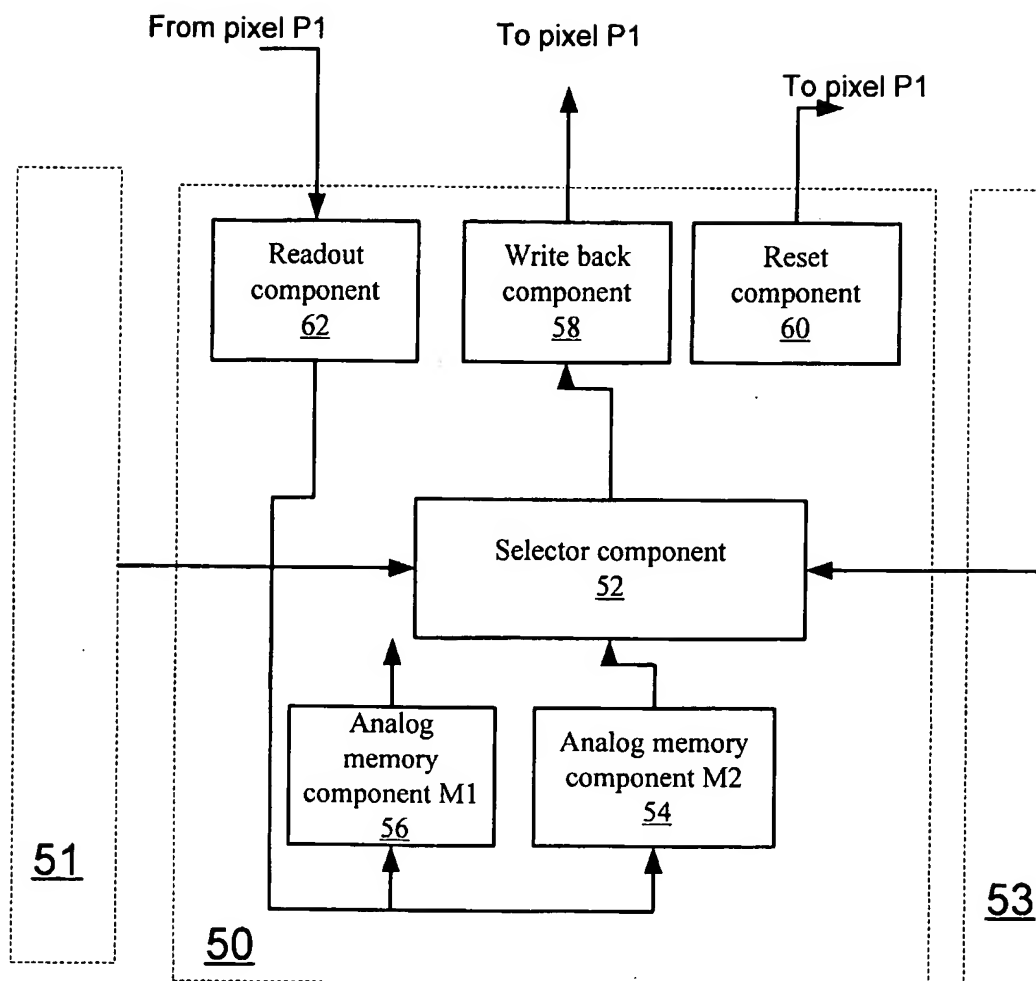 From pixel P1
To pixel P1
To pixel P1
Readout
component
62
Write back
component
58
Reset
component
60
Selector component
52
Analog
memory
component M1
56
Analog memory
component M2
54
51
50
53